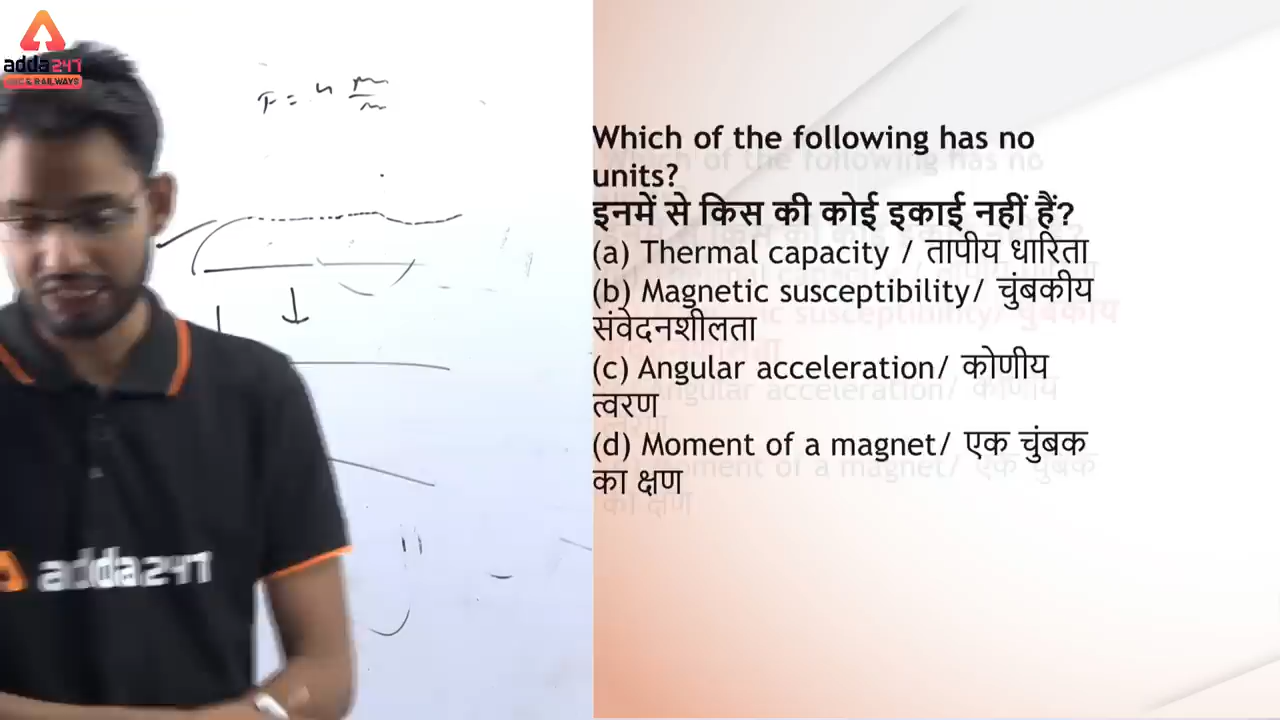 adda247
SSC & RAILWAYS
Which of the following has no
units?
इनमें से किस की कोई इकाई नहीं हैं?
(a) Thermal capacity / तापीय धारिता
(b) Magnetic susceptibility/ चुंबकीय
संवेदनशीलता
(c) Angular acceleration/ कोणीय
त्वरण
(d) Moment of a magnet/ एक चुंबक
का क्षण
adda247